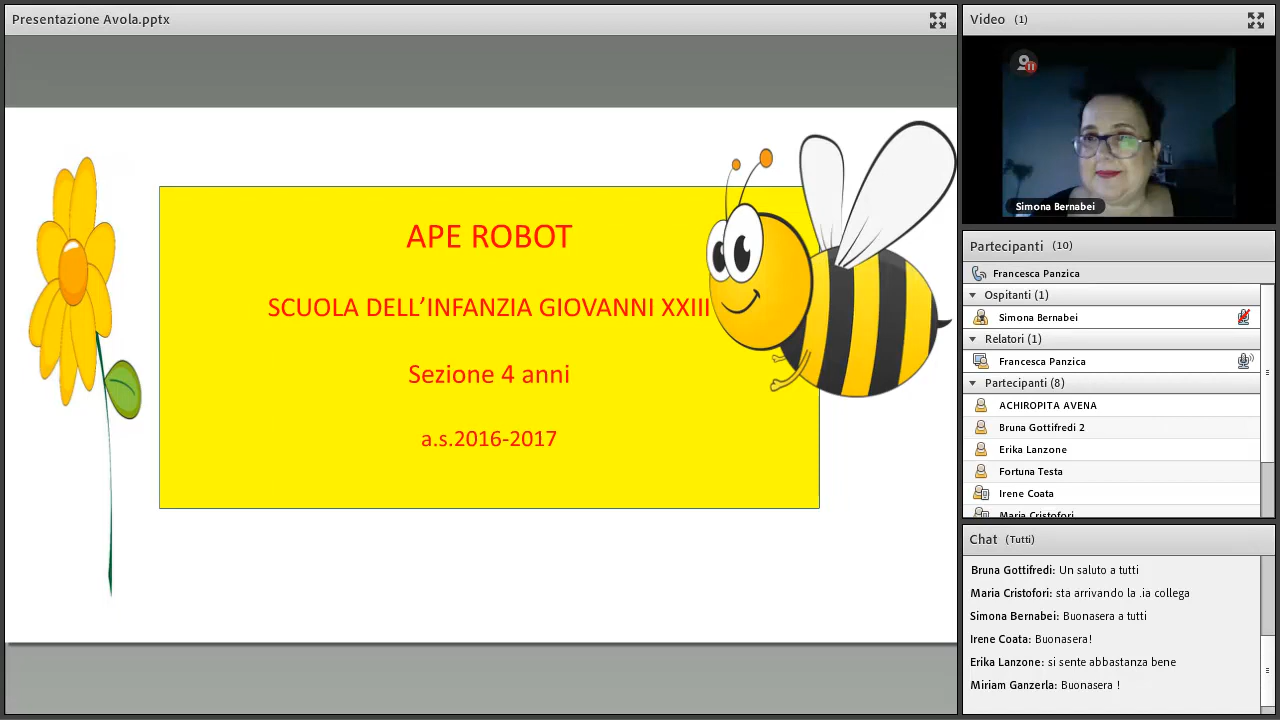 Presentazione Avola.pptx
APE ROBOT
SCUOLA DELL’INFANZIA GIOVANNI XXIII
Sezione 4 anni
a.s.2016-2017
Video (1)
Simona Bernabei
Partecipanti (10)
Francesca Panzica
Ospitanti (1)
Simona Bernabei
Relatori (1)
Francesca Panzica
Partecipanti (8)
ACHIROPITA AVENA
Bruna Gottifredi 2
Erika Lanzone
Fortuna Testa
Irene Coata
Maria Cristofori
Chat (Tutti)
Bruna Gottifredi: Un saluto a tutti
Maria Cristofori: sta arrivando la .ia collega
Simona Bernabei: Buonasera a tutti
Irene Coata: Buonasera!
Erika Lanzone: si sente abbastanza bene
Miriam Ganzerla: Buonasera !